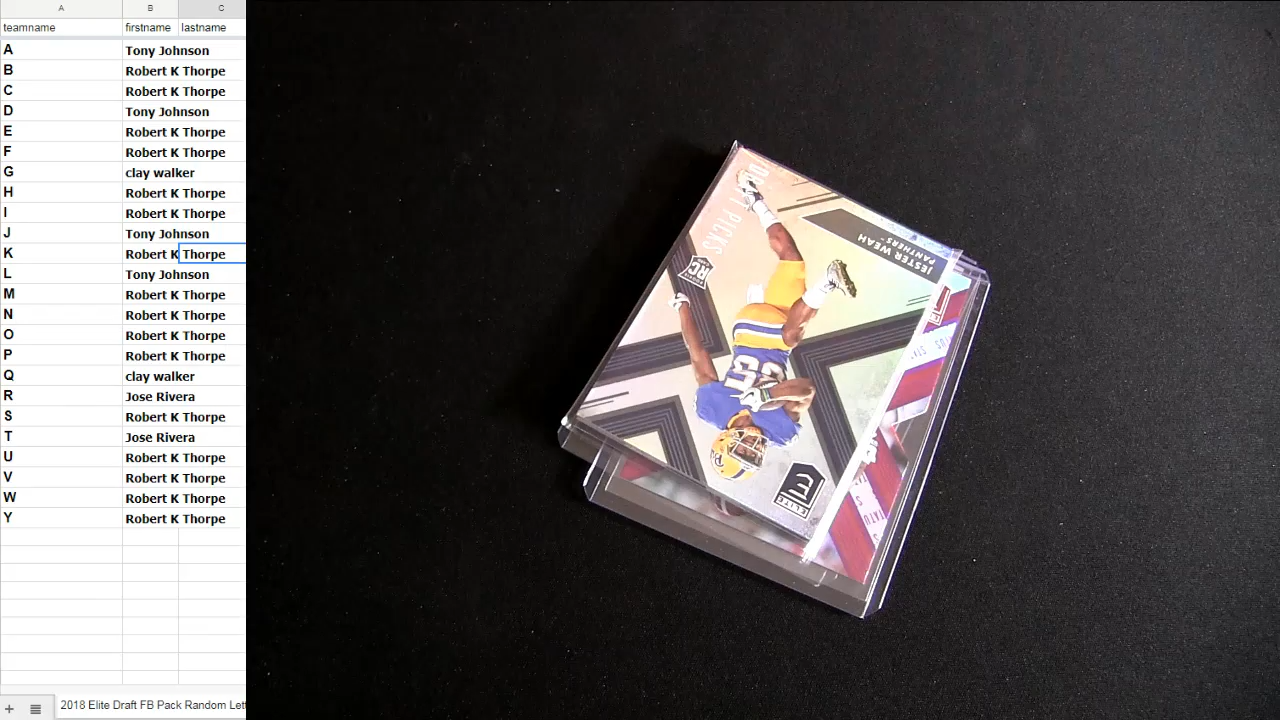 A B C
teamname firstname lastname
A Tony Johnson
B Robert K Thorpe
C Robert K Thorpe
D Tony Johnson
E Robert K Thorpe
F Robert K Thorpe
G clay walker
H Robert K Thorpe
I Robert K Thorpe
J Tony Johnson
K Robert K Thorpe
L Tony Johnson
M Robert K Thorpe
N Robert K Thorpe
O Robert K Thorpe
P Robert K Thorpe
Q clay walker
R Jose Rivera
S Robert K Thorpe
T Jose Rivera
U Robert K Thorpe
V Robert K Thorpe
W Robert K Thorpe
Y Robert K Thorpe
2018 Elite Draft FB Pack Random Lett
DRAFT PICKS
RC
JESTER WEAH
PANTHERS
ELITE